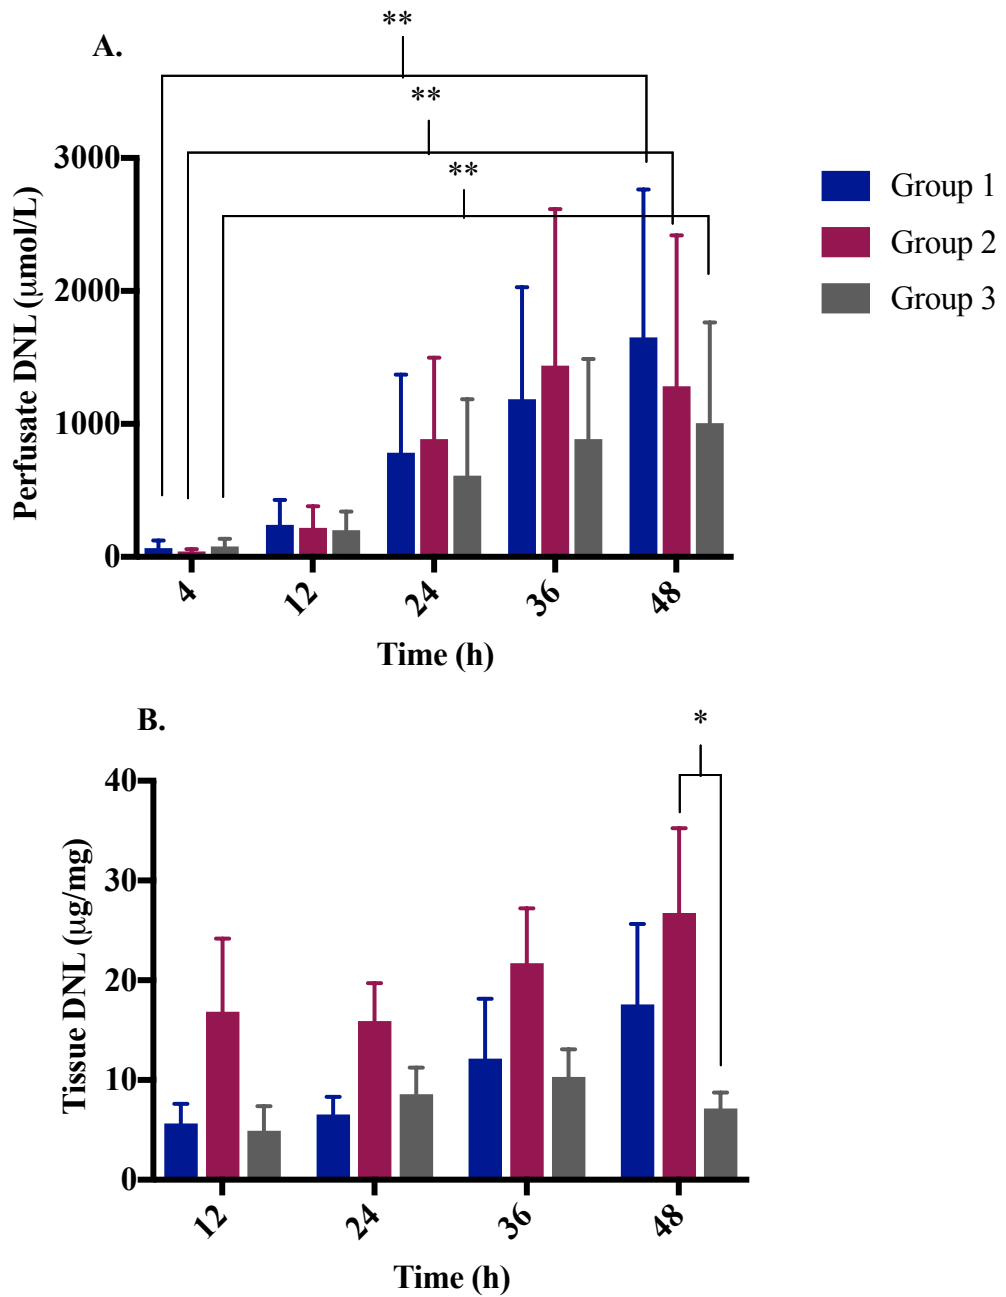 **
A.
**
**
3000
2000
1000
0
Perfusate DNL (µmol/L)
4
12
24
36
48
Time (h)
Group 1
Group 2
Group 3
B.
*
40
30
20
10
0
Tissue DNL (µg/mg)
12
24
36
48
Time (h)